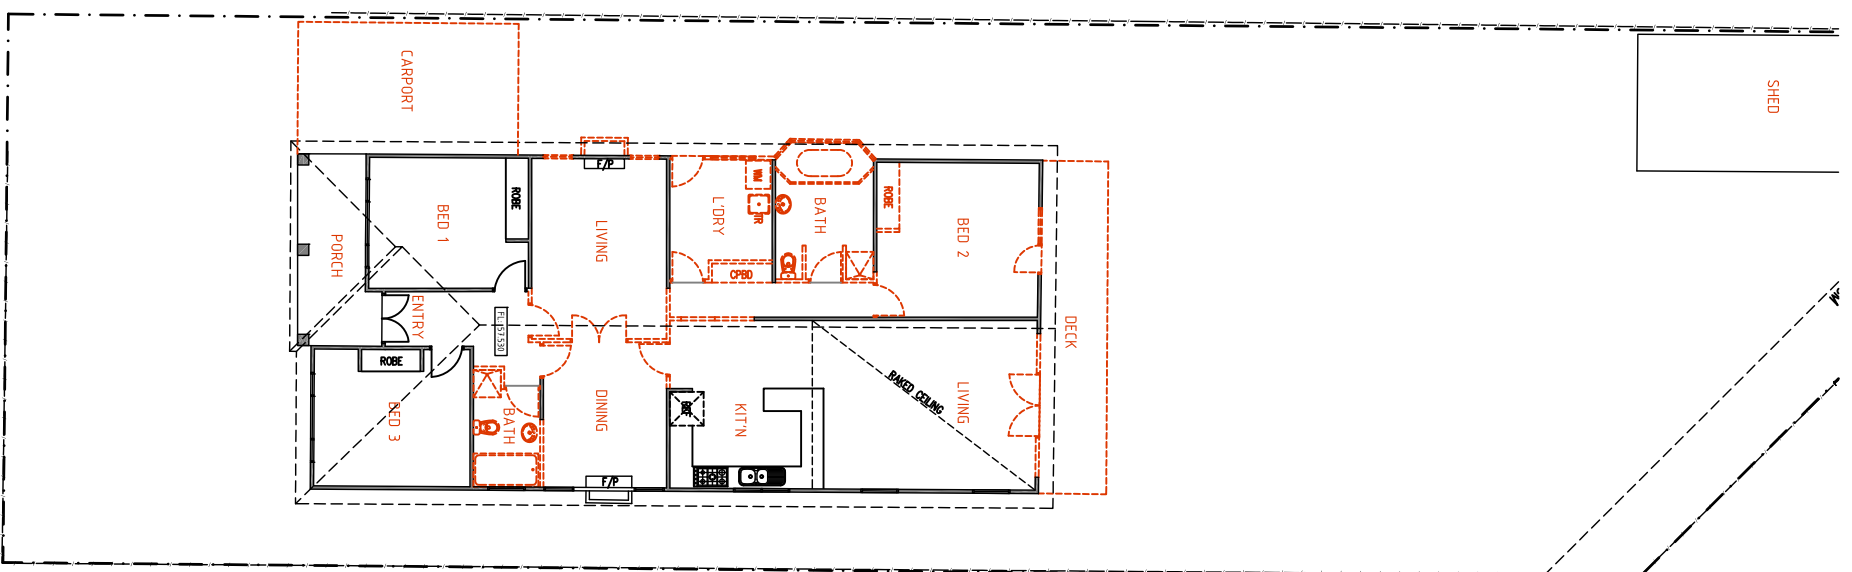 CARPORT
SHED
F/P
ROBE
BED 1
LIVING
L'DRY
WM
TR
BATH
ROBE
BED 2
PORCH
CPBD
ENTRY
FL: 57.530
DECK
ROBE
BED 3
BATH
DINING
REF
KIT'N
RAKED CEILING
LIVING
F/P